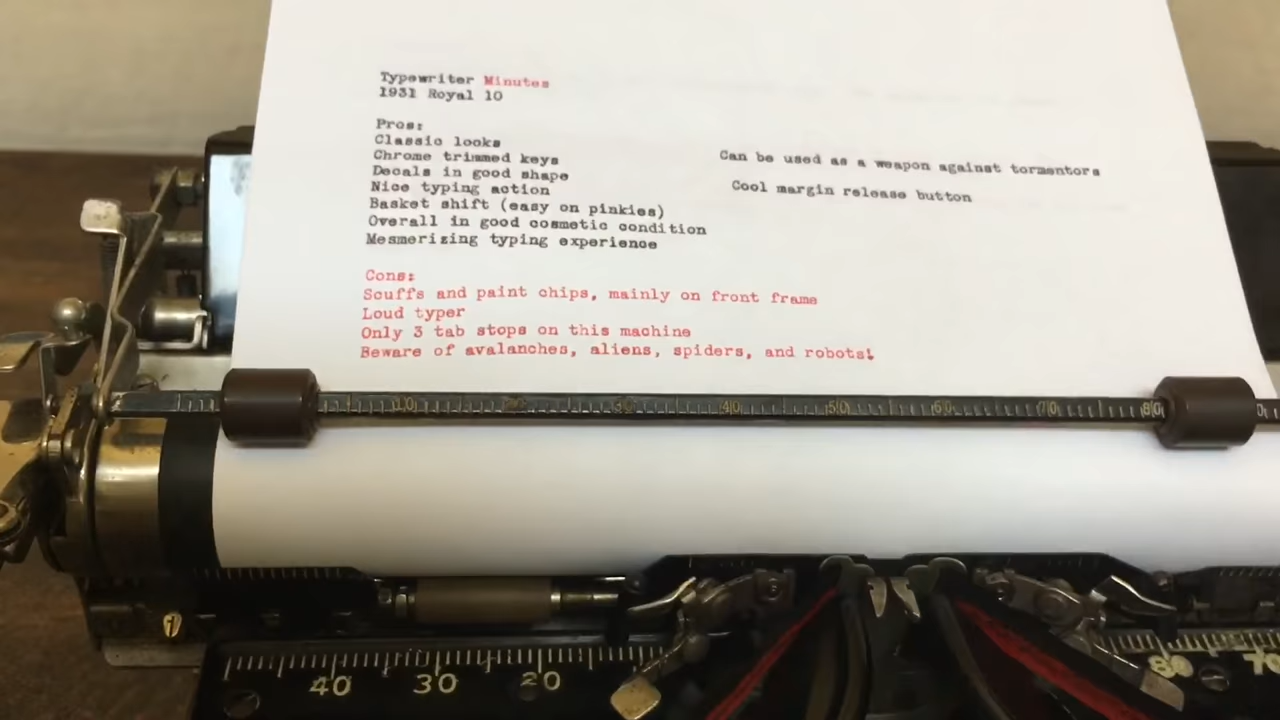 Typewriter Minutes
1931 Royal 10
Pros:
Classic looks
Chrome trimmed keys
Decals in good shape
Nice typing action
Basket shift (easy on pinkies)
Overall in good cosmetic condition
Mesmerizing typing experience
Can be used as a weapon against tormentors
Cool margin release button
Cons:
Scuffs and paint chips, mainly on front frame
Loud typer
Only 3 tab stops on this machine
Beware of avalanches, aliens, spiders, and robots!
10 20 30 40 50 60 70 80
40 30 20
80 70